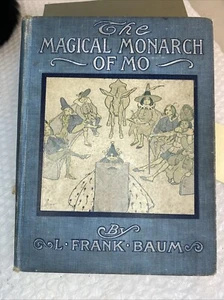 The
MAGICAL MONARCH
OF MO
By
L. FRANK BAUM